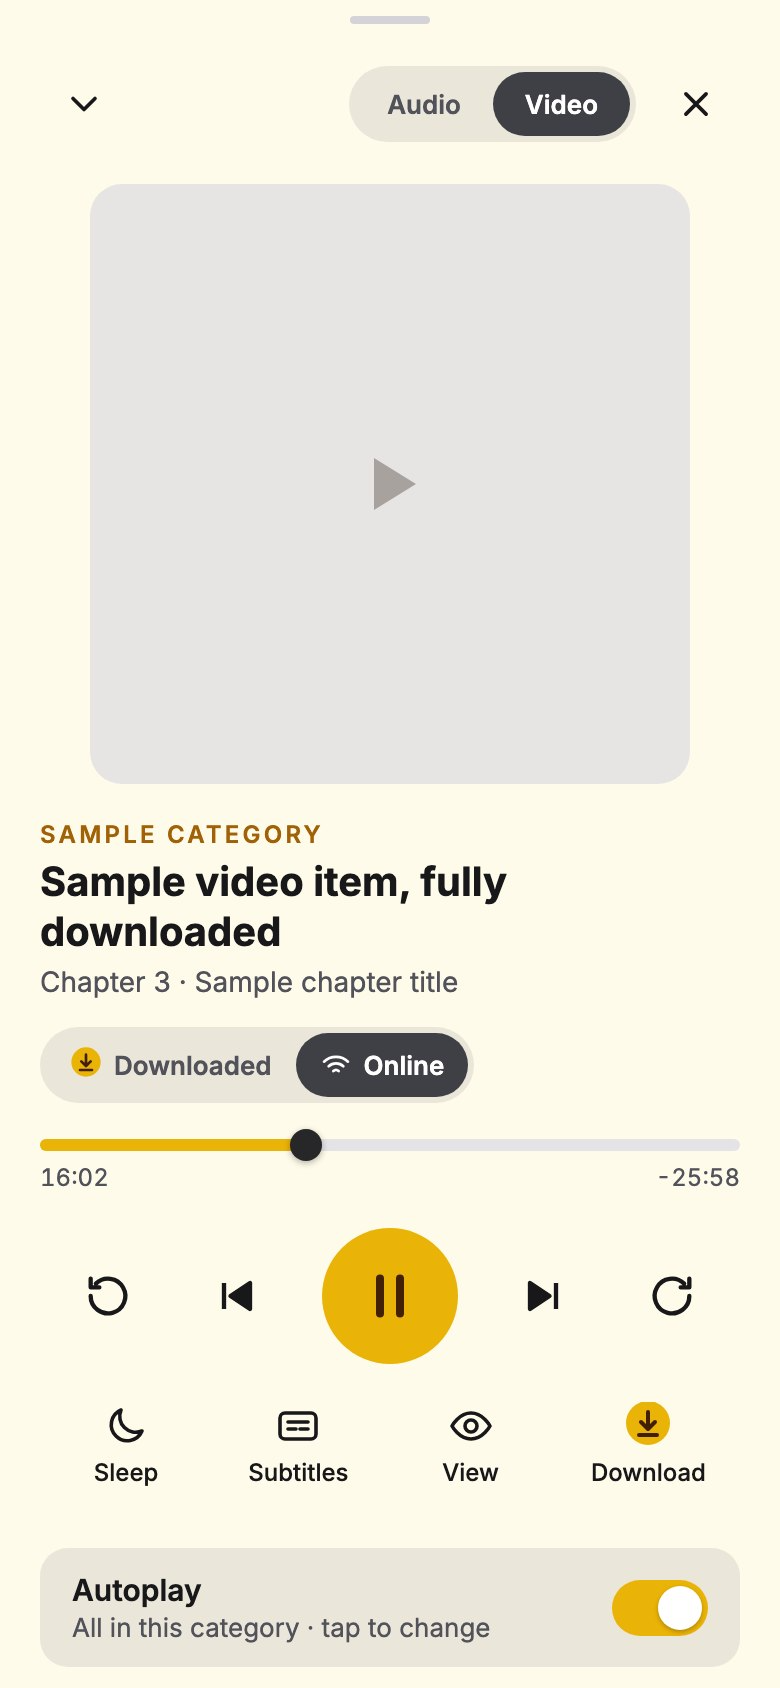 Audio
Video
SAMPLE CATEGORY
Sample video item, fully
downloaded
Chapter 3 · Sample chapter title
Downloaded
Online
16:02
-25:58
Sleep
Subtitles
View
Download
Autoplay
All in this category · tap to change